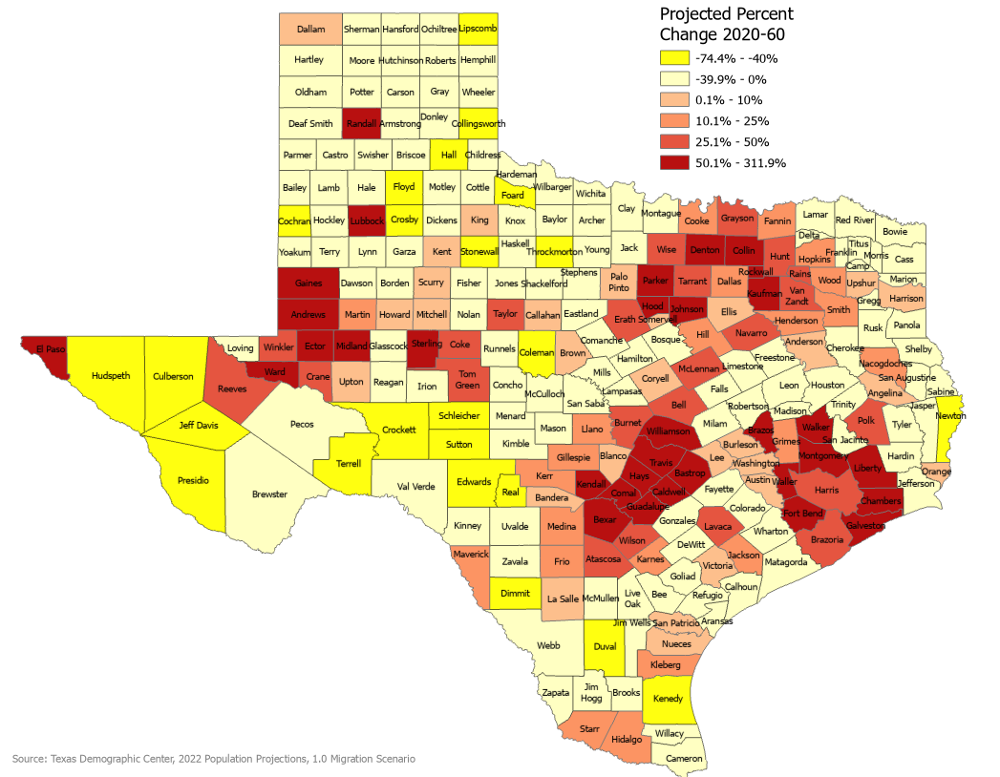 Projected Percent
Change 2020-60
-74.4% - -40%
-39.9% - 0%
0.1% - 10%
10.1% - 25%
25.1% - 50%
50.1% - 311.9%
Dallam Sherman Hansford Ochiltree Lipscomb
Hartley Moore Hutchinson Roberts Hemphill
Oldham Potter Carson Gray Wheeler
Deaf Smith Randall Armstrong Donley Collingsworth
Parmer Castro Swisher Briscoe Hall Childress
Hardeman
Bailey Lamb Hale Floyd Motley Cottle Foard Wilbarger Wichita
Clay Montague Cooke Grayson Fannin Lamar Red River Bowie
Cochran Hockley Lubbock Crosby Dickens King Knox Baylor Archer
Delta Titus Franklin Morris Cass
Yoakum Terry Lynn Garza Kent Stonewall Haskell Throckmorton Young Jack Wise Denton Collin Hunt Hopkins Camp
Gaines Dawson Borden Scurry Fisher Jones Shackelford Stephens Palo
Pinto Parker Tarrant Dallas Rockwall Rains Wood Upshur Marion
Kaufman Van
Zandt Gregg Harrison
Andrews Martin Howard Mitchell Nolan Taylor Callahan Eastland Erath Hood Somervell Johnson Ellis Henderson Smith Rusk Panola
El Paso Hudspeth Culberson Loving Winkler Ector Midland Glasscock Sterling Coke Runnels Coleman Brown Comanche Bosque Hill Navarro Anderson Cherokee Shelby
Reeves Ward Crane Upton Reagan Irion Tom
Green Concho McCulloch Mills Hamilton Coryell McLennan Limestone Freestone Nacogdoches San Augustine
Sabine
Lampasas San Saba Falls Leon Houston Angelina
Jeff Davis Pecos Crockett Schleicher Menard Mason Llano Burnet Bell Milam Robertson Madison Trinity Polk Tyler Jasper Newton
Sutton Kimble Williamson Brazos Grimes Walker San Jacinto
Presidio Brewster Terrell Val Verde Edwards Real Kerr Gillespie Blanco Travis Lee Burleson Washington Montgomery Liberty Hardin Orange
Bandera Kendall Hays Bastrop Austin Waller Harris Jefferson
Comal Caldwell Fayette Chambers
Kinney Uvalde Medina Bexar Guadalupe Gonzales Colorado Fort Bend Galveston
Wilson Lavaca Wharton Brazoria
Maverick Zavala Frio Atascosa Karnes DeWitt Jackson Matagorda
Victoria
Dimmit La Salle McMullen Live
Oak Bee Goliad Refugio Calhoun
Webb Duval Jim Wells San Patricio Aransas
Nueces
Kleberg
Zapata Jim
Hogg Brooks Kenedy
Starr Hidalgo Willacy
Cameron
Source: Texas Demographic Center, 2022 Population Projections, 1.0 Migration Scenario